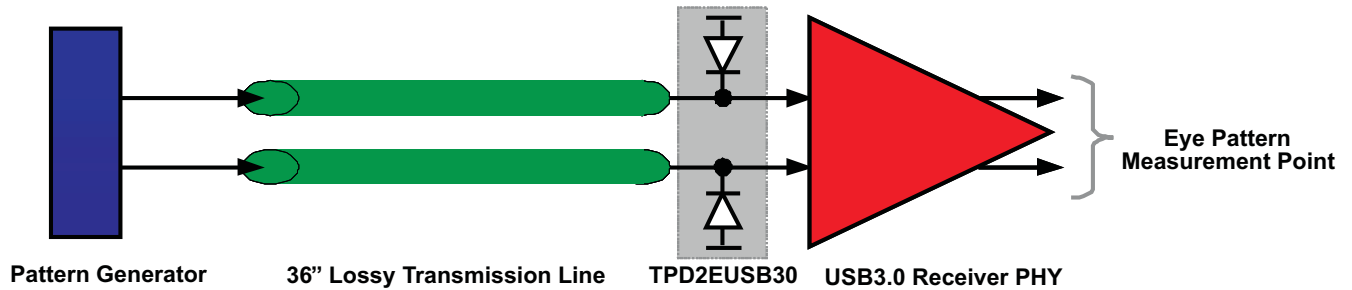 Eye Pattern
Measurement Point
Pattern Generator
36” Lossy Transmission Line
TPD2EUSB30
USB3.0 Receiver PHY